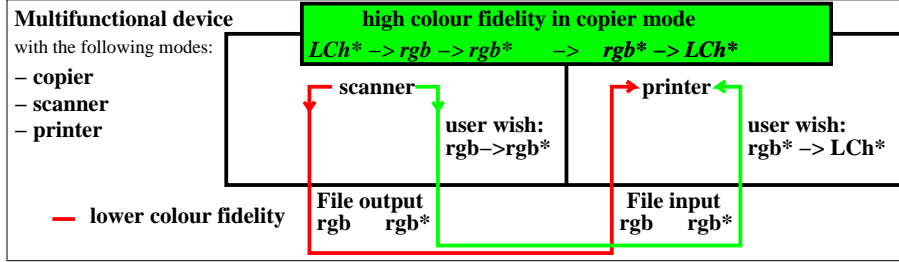 Multifunctional device
with the following modes:
– copier
– scanner
– printer
high colour fidelity in copier mode
LCh* –> rgb –> rgb* –> rgb* –> LCh*
scanner
printer
user wish:
rgb–>rgb*
user wish:
rgb* –> LCh*
lower colour fidelity
File output
rgb rgb*
File input
rgb rgb*